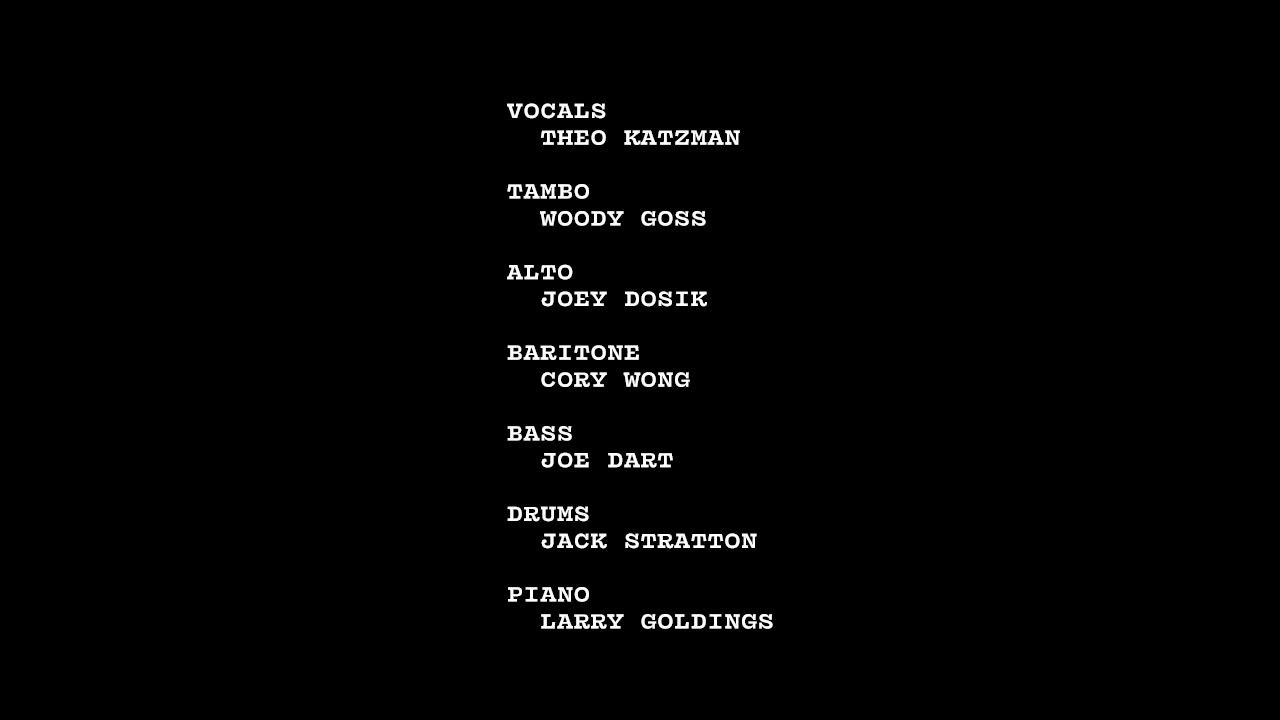 VOCALS
THEO KATZMAN
TAMBO
WOODY GOSS
ALTO
JOEY DOSIK
BARITONE
CORY WONG
BASS
JOE DART
DRUMS
JACK STRATTON
PIANO
LARRY GOLDINGS